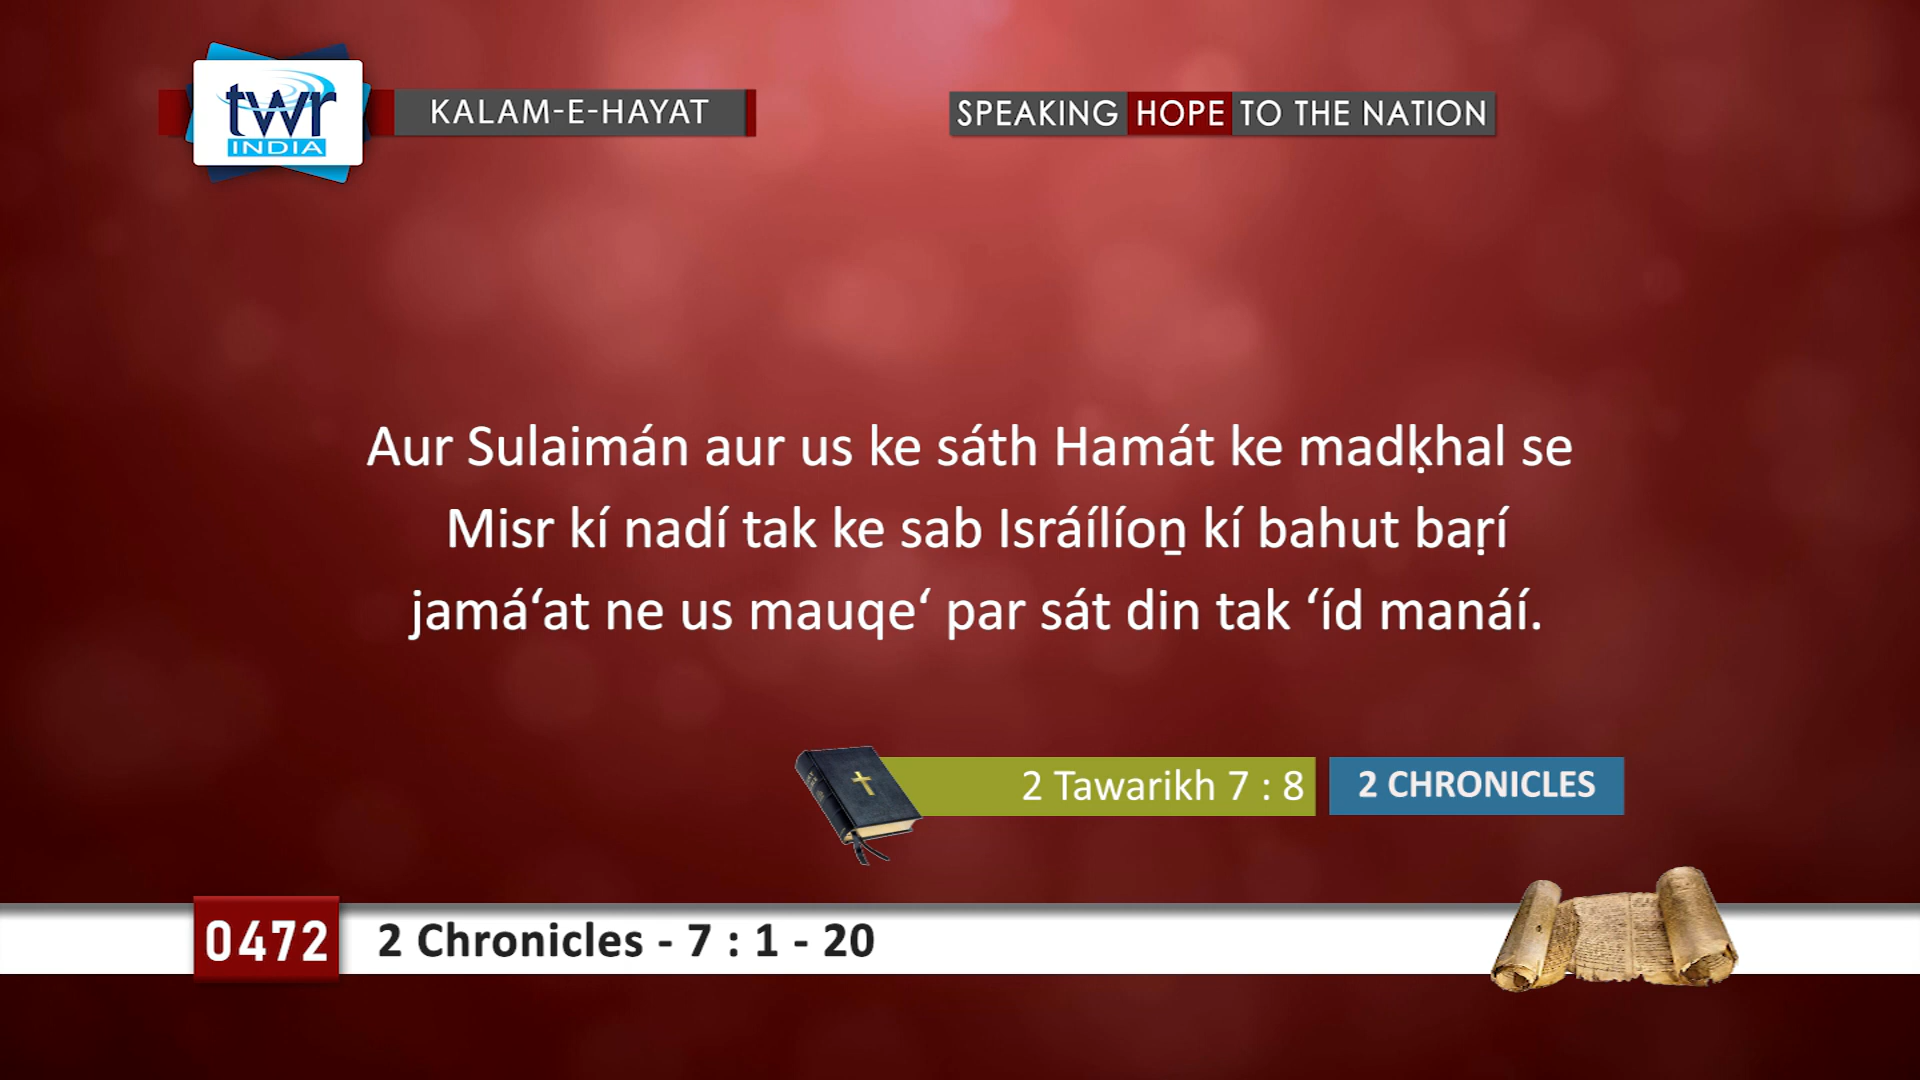 twr
INDIA
KALAM-E-HAYAT
SPEAKING HOPE TO THE NATION
Aur Sulaimán aur us ke sáth Hamát ke madḳhal se
Misr kí nadí tak ke sab Isráílíoṉ kí bahut baṛí
jamá‘at ne us mauqe‘ par sát din tak ‘íd manáí.
2 Tawarikh 7 : 8
2 CHRONICLES
0472
2 Chronicles - 7 : 1 - 20